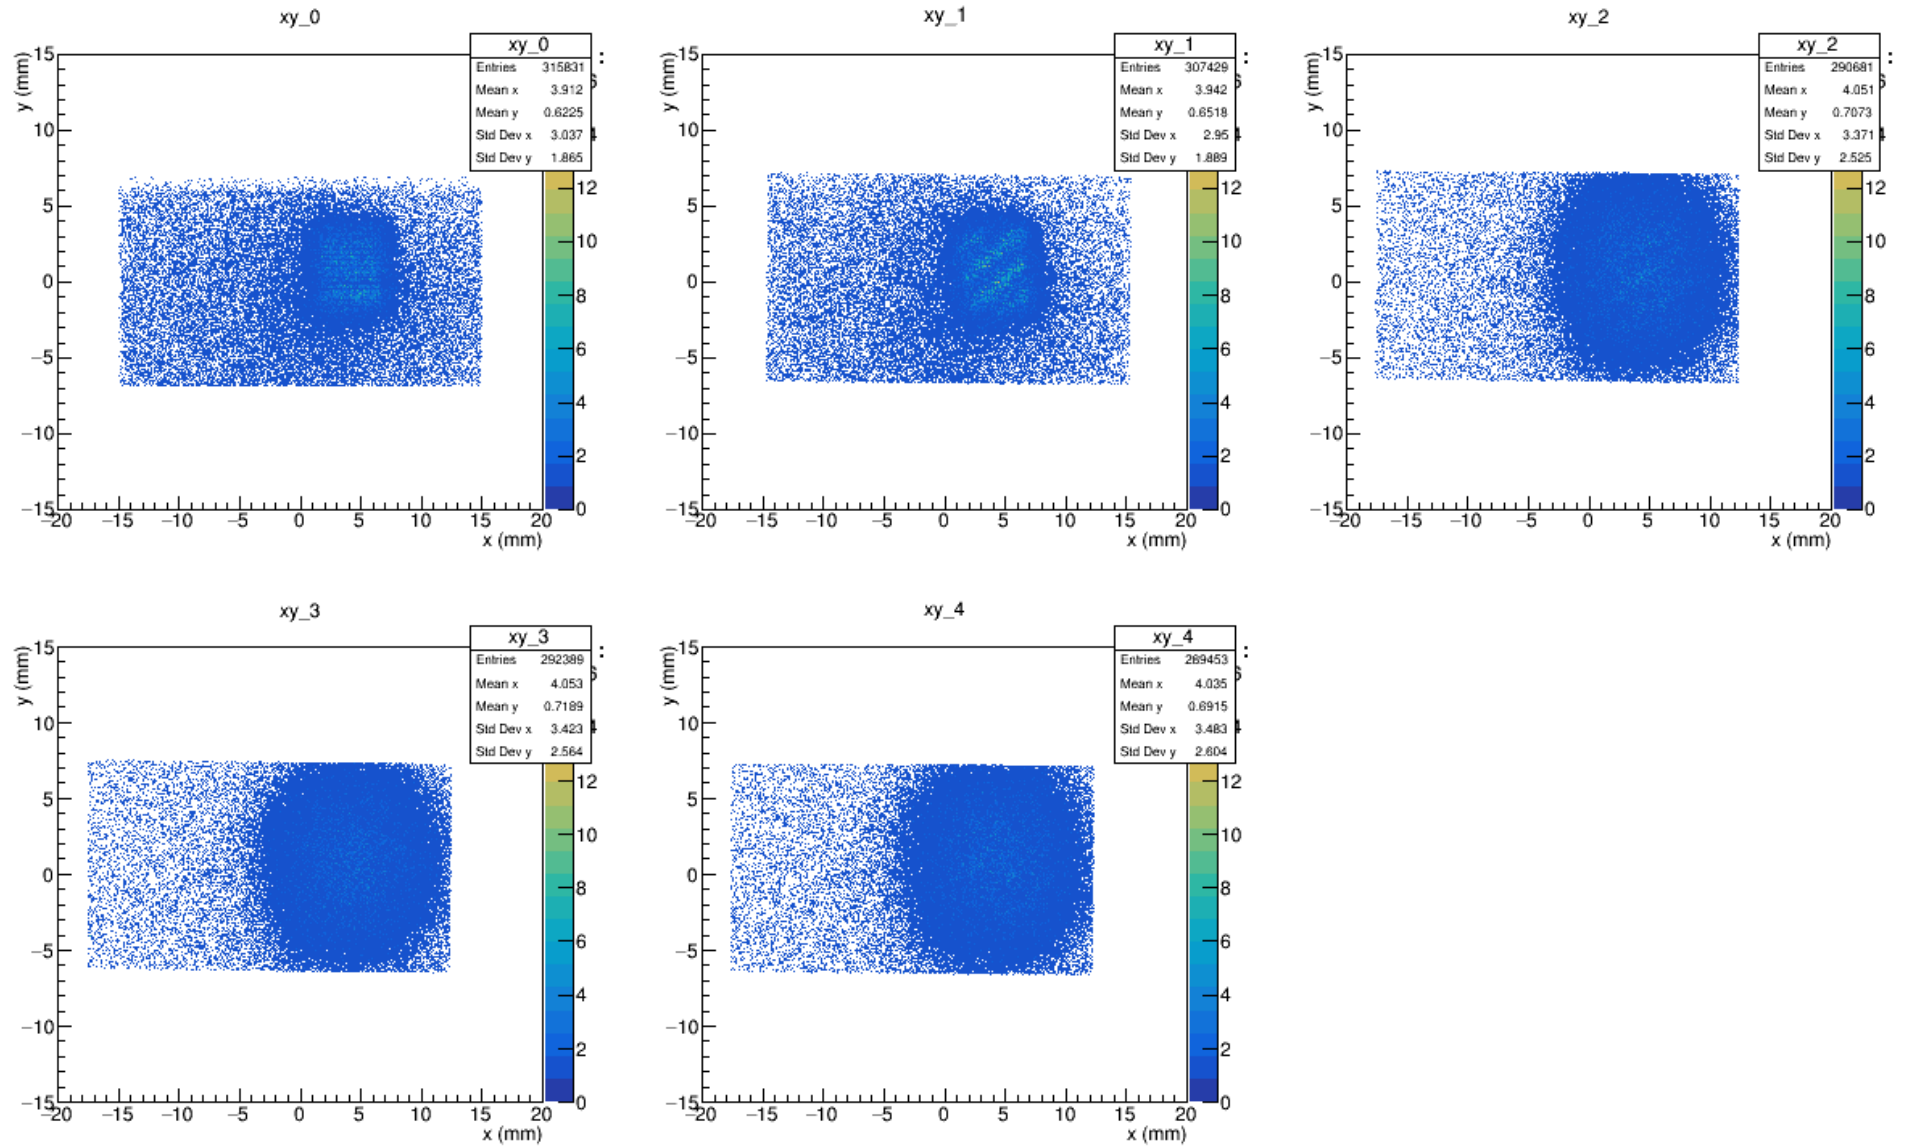 xy_0
xy_0
Entries 315831
Mean x 3.912
Mean y 0.6225
Std Dev x 3.037
Std Dev y 1.865
y (mm)
15
10
5
0
−5
−10
−15
−20 −15 −10 −5 0 5 10 15 20
x (mm)
12
10
8
6
4
2
0
xy_1
xy_1
Entries 307429
Mean x 3.942
Mean y 0.6518
Std Dev x 2.95
Std Dev y 1.889
y (mm)
15
10
5
0
−5
−10
−15
−20 −15 −10 −5 0 5 10 15 20
x (mm)
12
10
8
6
4
2
0
xy_2
xy_2
Entries 290681
Mean x 4.051
Mean y 0.7073
Std Dev x 3.371
Std Dev y 2.525
y (mm)
15
10
5
0
−5
−10
−15
−20 −15 −10 −5 0 5 10 15 20
x (mm)
12
10
8
6
4
2
0
xy_3
xy_3
Entries 292389
Mean x 4.053
Mean y 0.7189
Std Dev x 3.423
Std Dev y 2.564
y (mm)
15
10
5
0
−5
−10
−15
−20 −15 −10 −5 0 5 10 15 20
x (mm)
12
10
8
6
4
2
0
xy_4
xy_4
Entries 269453
Mean x 4.035
Mean y 0.6915
Std Dev x 3.483
Std Dev y 2.604
y (mm)
15
10
5
0
−5
−10
−15
−20 −15 −10 −5 0 5 10 15 20
x (mm)
12
10
8
6
4
2
0